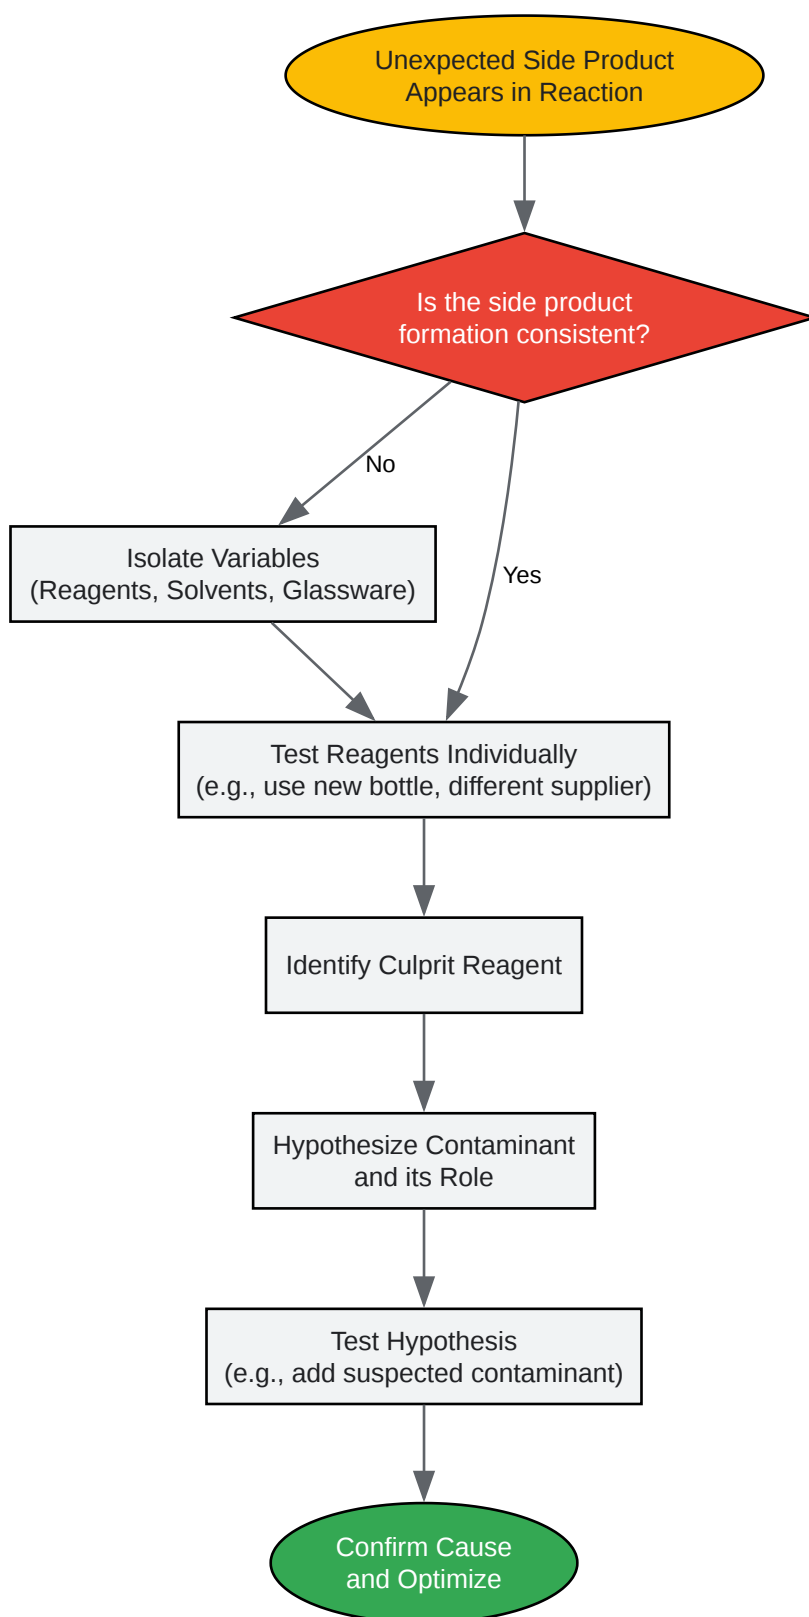 Unexpected Side Product
Appears in Reaction
Is the side product
formation consistent?
No
Isolate Variables
(Reagents, Solvents, Glassware)
Yes
Test Reagents Individually
(e.g., use new bottle, different supplier)
Identify Culprit Reagent
Hypothesize Contaminant
and its Role
Test Hypothesis
(e.g., add suspected contaminant)
Confirm Cause
and Optimize